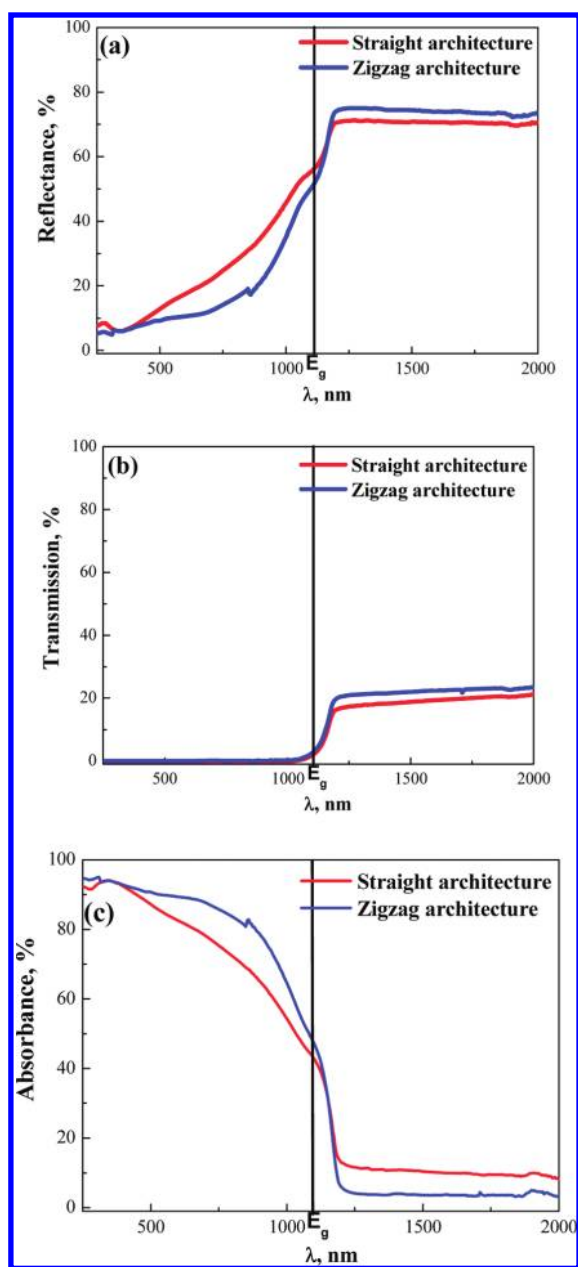 (a)
Straight architecture
Zigzag architecture
Reflectance, %
100
80
60
40
20
0
500
1000
1500
2000
Eg
λ, nm
(b)
Straight architecture
Zigzag architecture
Transmission, %
100
80
60
40
20
0
500
1000
1500
2000
Eg
λ, nm
(c)
Straight architecture
Zigzag architecture
Absorbance, %
100
80
60
40
20
0
500
1000
1500
2000
Eg
λ, nm